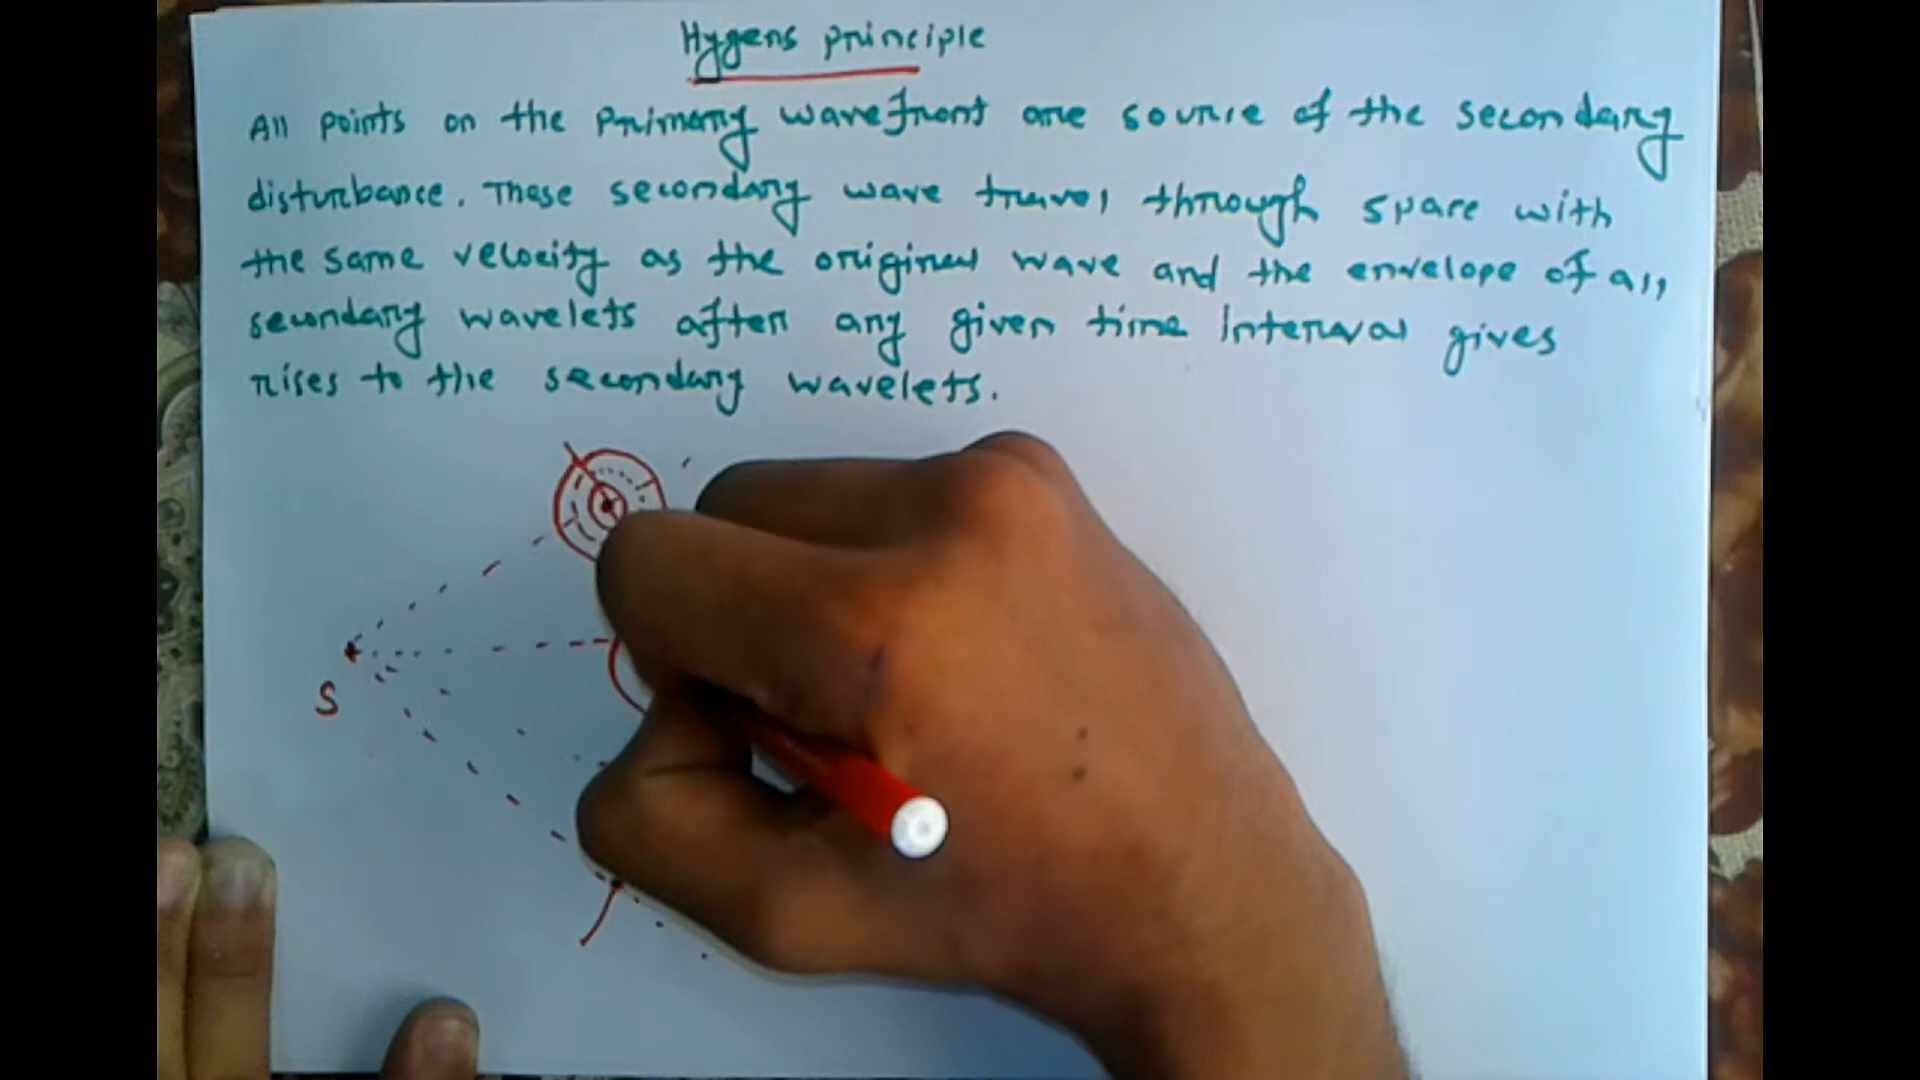 Hygens principle
All points on the Primary wavefront are source of the secondary
disturbance. These secondary wave travel through space with
the same velocity as the original wave and the envelope of all
secondary wavelets after any given time interval gives
rises to the secondary wavelets.
S